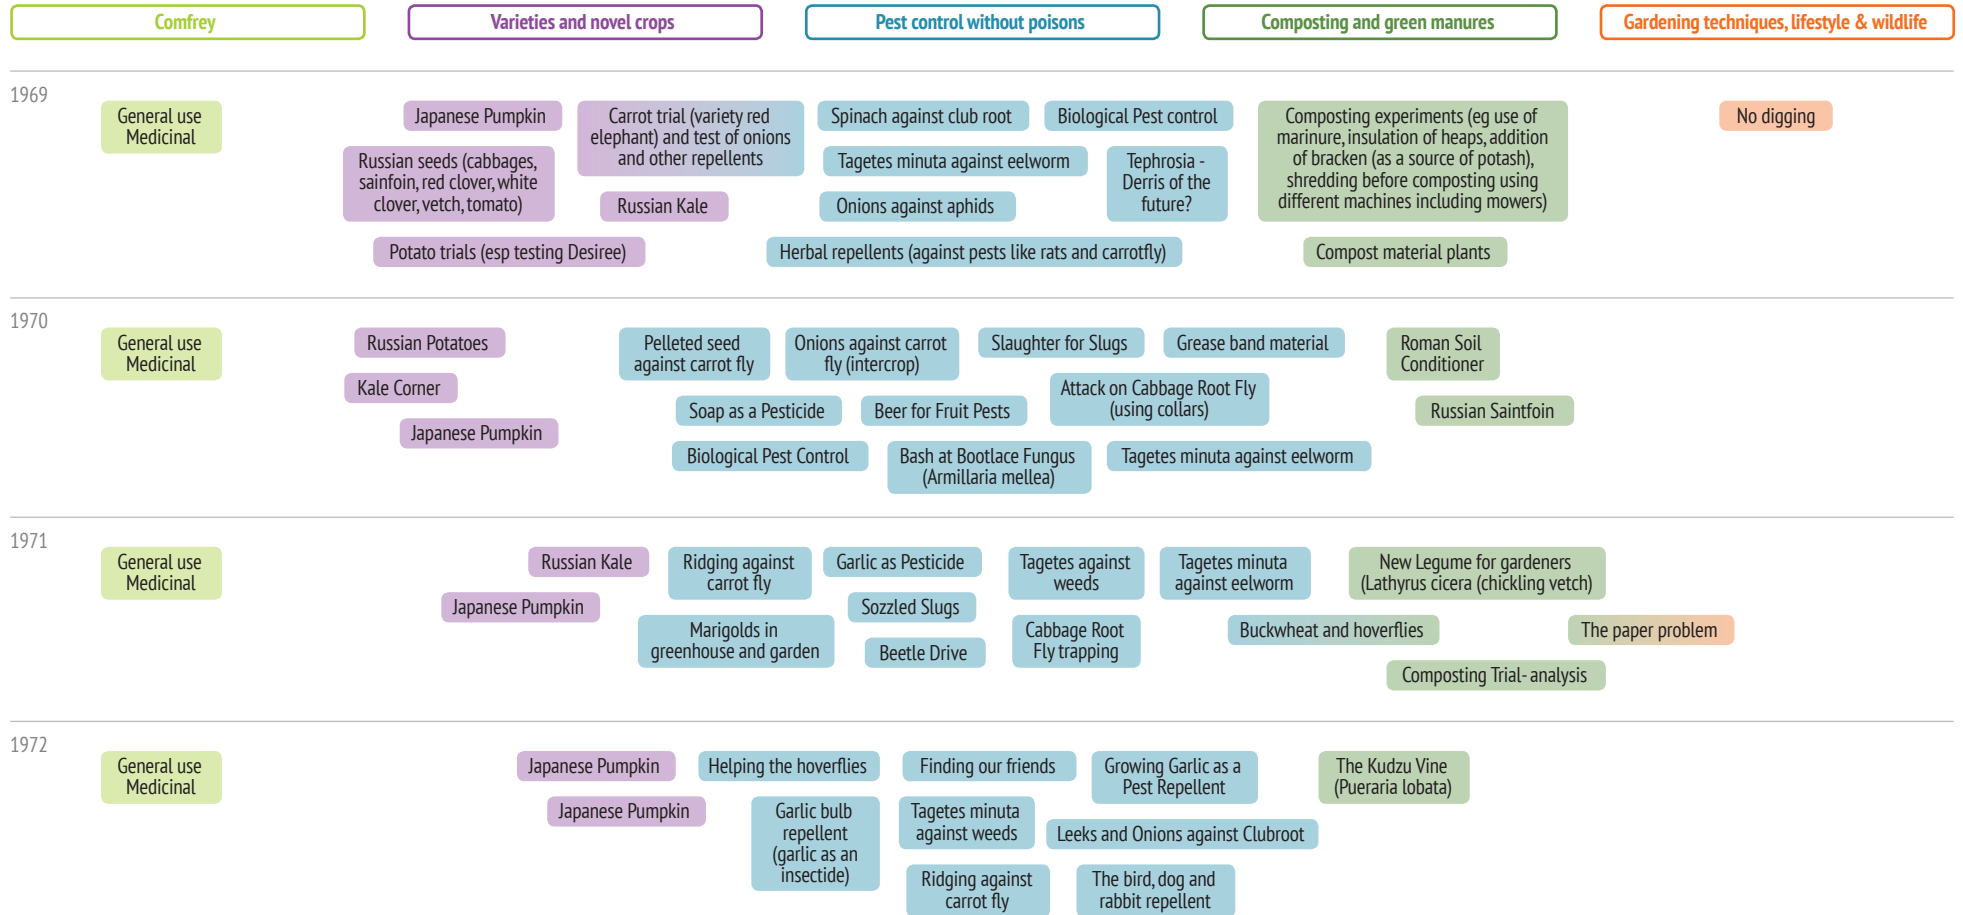 Comfrey
Varieties and novel crops
Pest control without poisons
Composting and green manures
Gardening techniques, lifestyle & wildlife
1969
General use
Medicinal
Japanese Pumpkin
Russian seeds (cabbages,
sainfoin, red clover, white
clover, vetch, tomato)
Potato trials (esp testing Desiree)
Carrot trial (variety red
elephant) and test of onions
and other repellents
Russian Kale
Spinach against club root
Tagetes minuta against eelworm
Onions against aphids
Herbal repellents (against pests like rats and carrotfly)
Biological Pest control
Tephrosia -
Derris of the
future?
Composting experiments (eg use of
marinure, insulation of heaps, addition
of bracken (as a source of potash),
shredding before composting using
different machines including mowers)
Compost material plants
No digging
1970
General use
Medicinal
Russian Potatoes
Kale Corner
Japanese Pumpkin
Pelleted seed
against carrot fly
Onions against carrot
fly (intercrop)
Slaughter for Slugs
Grease band material
Soap as a Pesticide
Beer for Fruit Pests
Attack on Cabbage Root Fly
(using collars)
Biological Pest Control
Bash at Bootlace Fungus
(Armillaria mellea)
Tagetes minuta against eelworm
Roman Soil
Conditioner
Russian Saintfoin
1971
General use
Medicinal
Russian Kale
Japanese Pumpkin
Ridging against
carrot fly
Marigolds in
greenhouse and garden
Garlic as Pesticide
Sozzled Slugs
Beetle Drive
Tagetes against
weeds
Cabbage Root
Fly trapping
Tagetes minuta
against eelworm
Buckwheat and hoverflies
New Legume for gardeners
(Lathyrus cicera (chickling vetch)
The paper problem
Composting Trial- analysis
1972
General use
Medicinal
Japanese Pumpkin
Japanese Pumpkin
Helping the hoverflies
Garlic bulb
repellent
(garlic as an
insectide)
Finding our friends
Tagetes minuta
against weeds
Ridging against
carrot fly
Growing Garlic as a
Pest Repellent
Leeks and Onions against Clubroot
The bird, dog and
rabbit repellent
The Kudzu Vine
(Pueraria lobata)